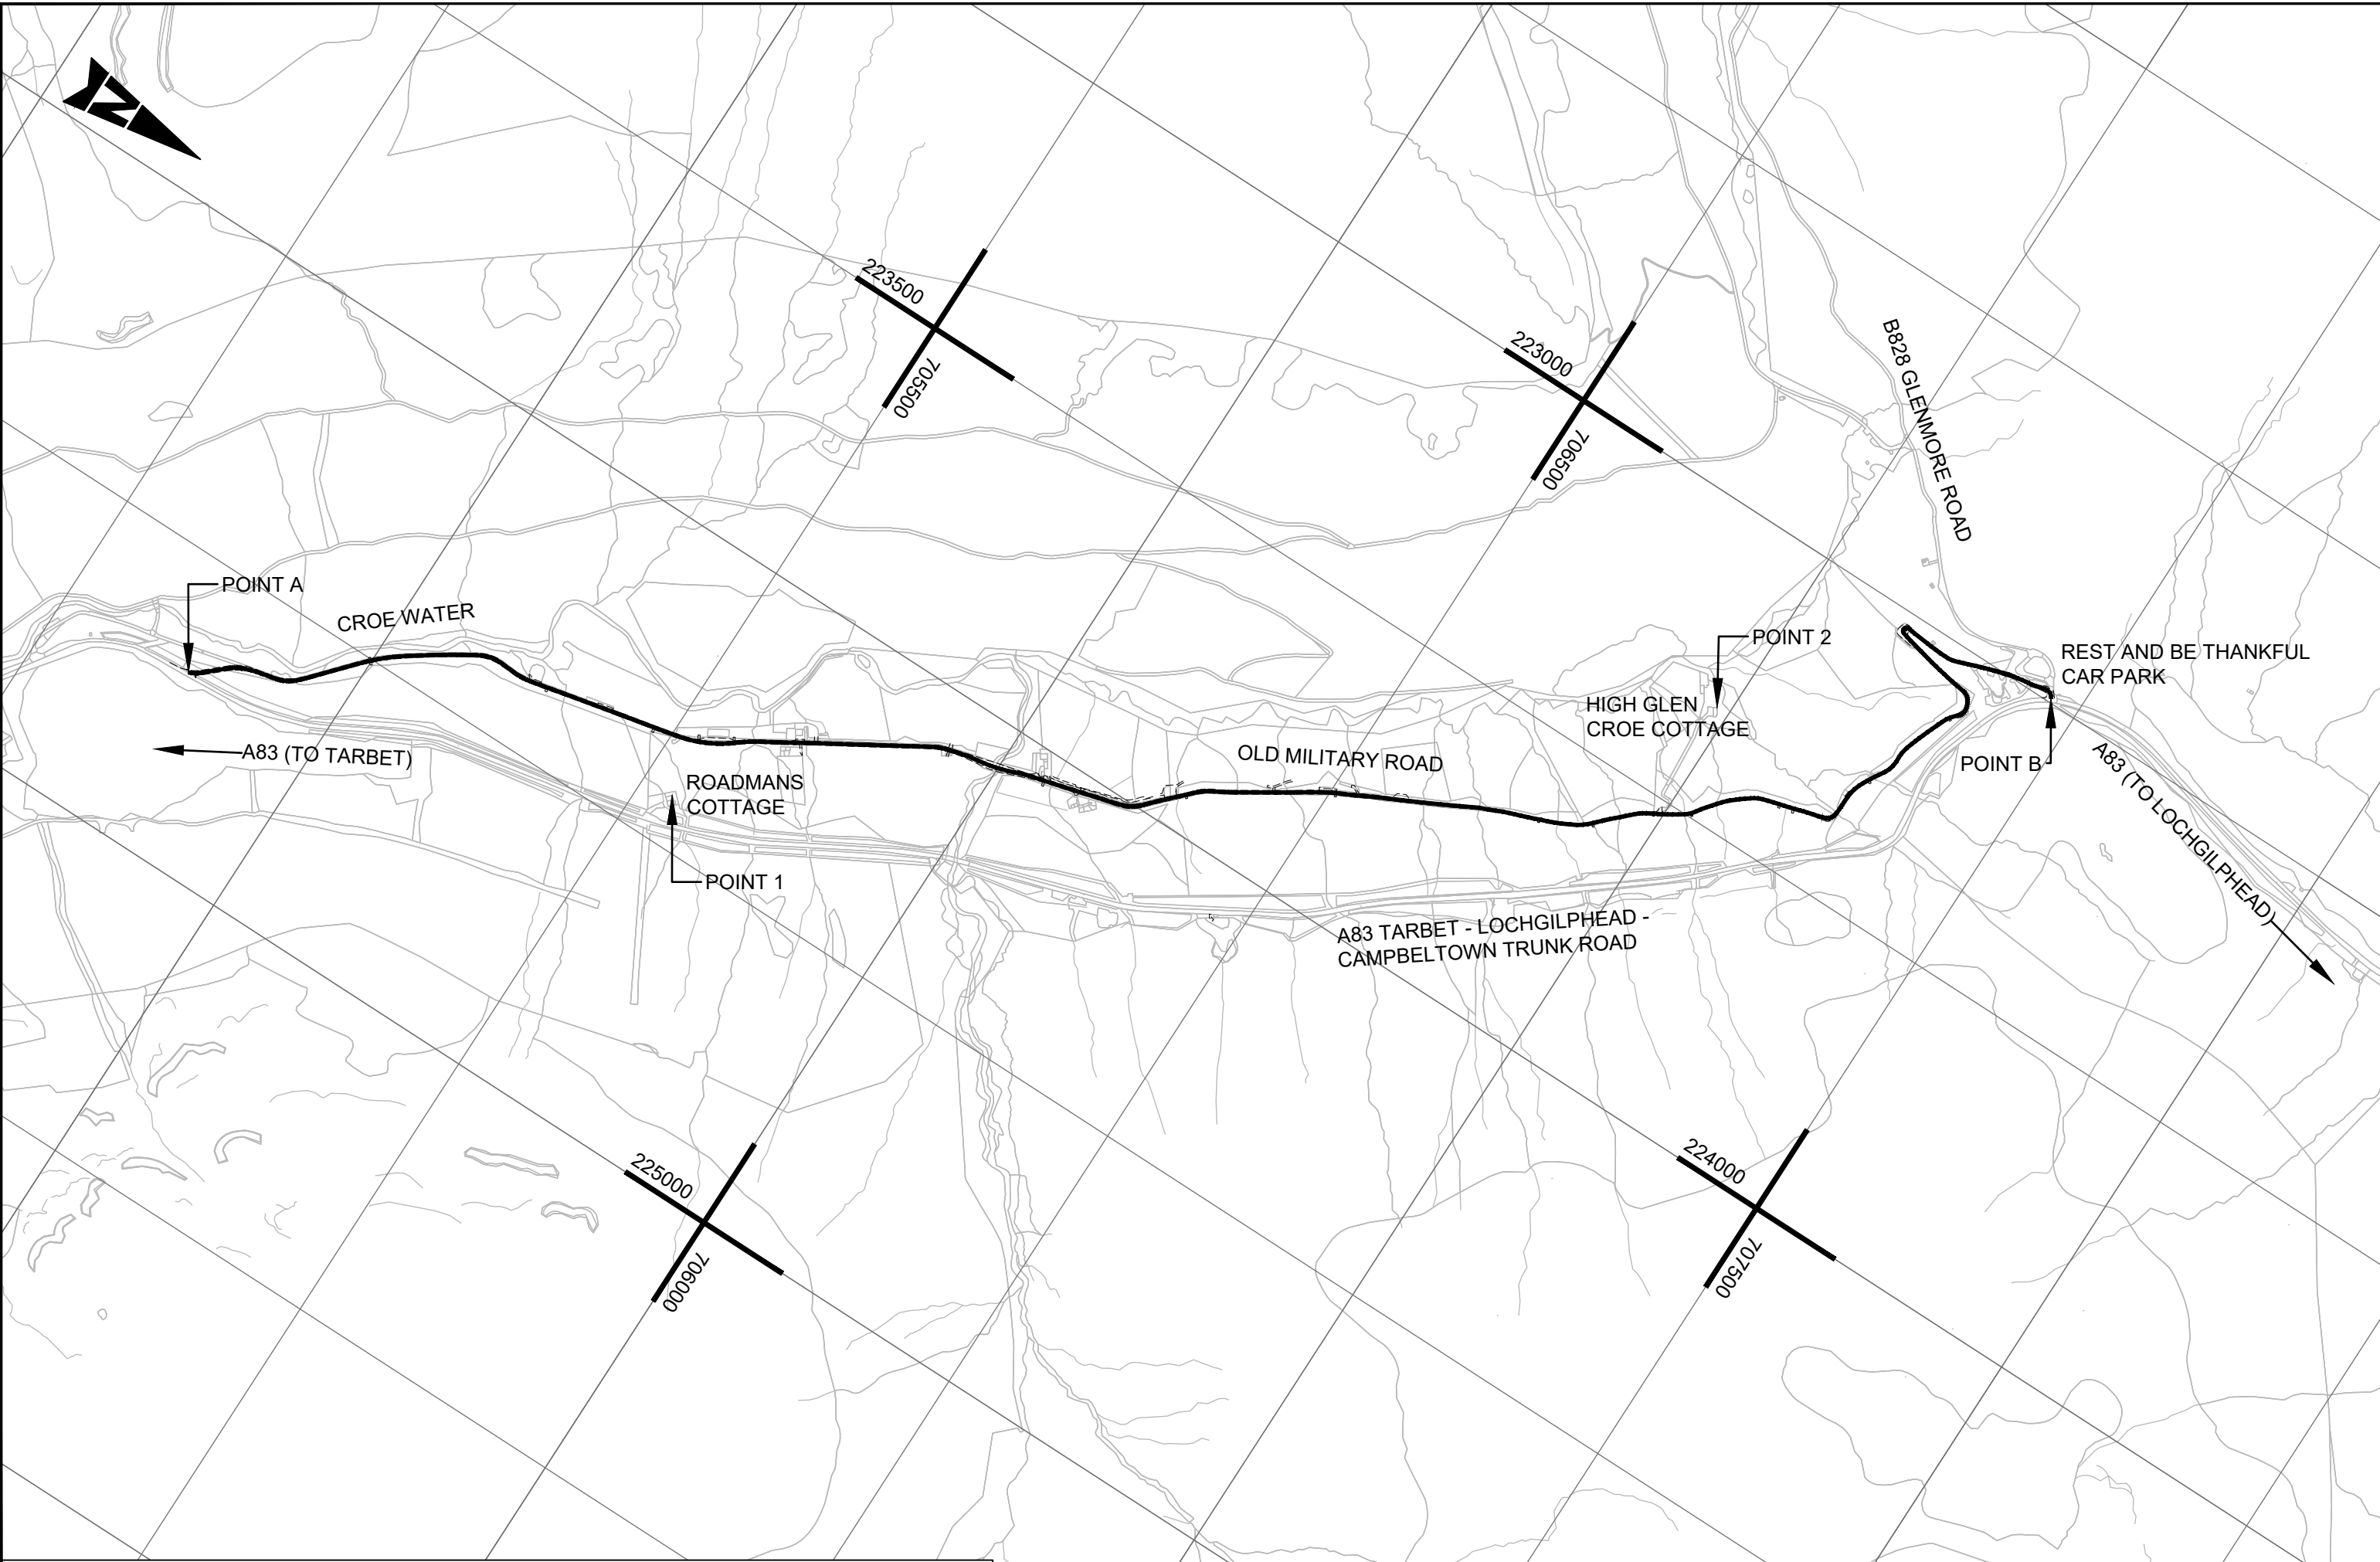 N
223500
705500
223000
706500
B828 GLENMORE ROAD
POINT A
CROE WATER
POINT 2
REST AND BE THANKFUL
CAR PARK
HIGH GLEN
CROE COTTAGE
A83 (TO TARBET)
OLD MILITARY ROAD
POINT B
A83 (TO LOCHGILPHEAD)
ROADMANS
COTTAGE
POINT 1
A83 TARBET - LOCHGILPHEAD -
CAMPBELTOWN TRUNK ROAD
225000
706000
224000
707500